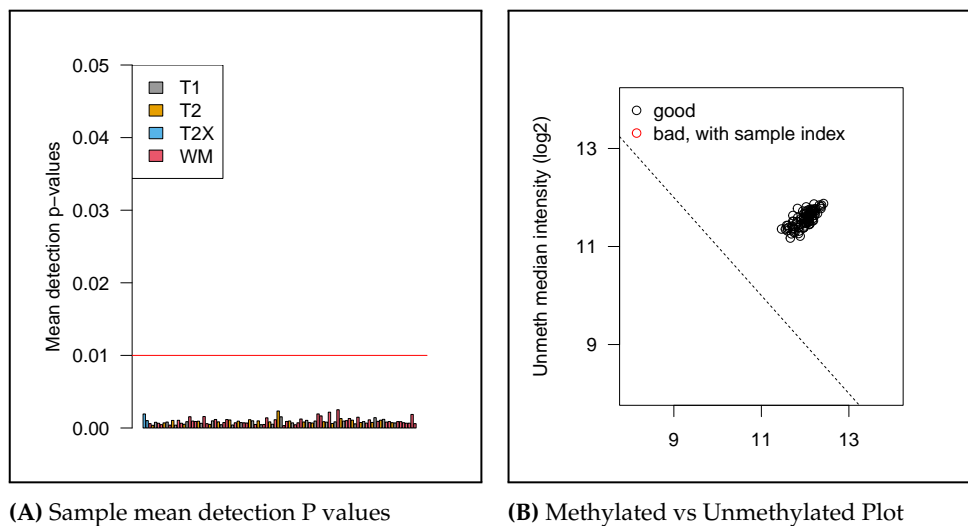 0.05
0.04
0.03
0.02
0.01
0.00
Mean detection p−values
T1
T2
T2X
WM
13
11
9
Unmeth median intensity (log2)
good
bad, with sample index
9 11 13
(A) Sample mean detection P values
(B) Methylated vs Unmethylated Plot